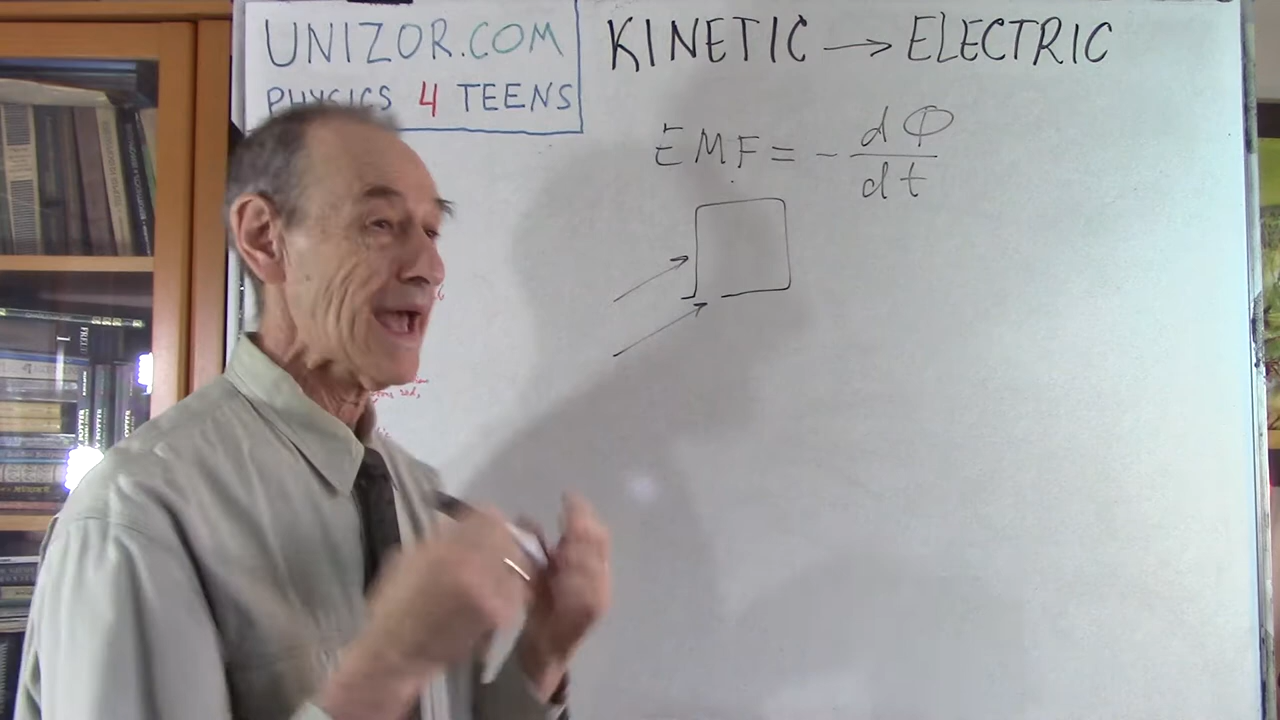 UNIZOR.COM
PHYSICS 4 TEENS
KINETIC → ELECTRIC
EMF = - dΦ/dt